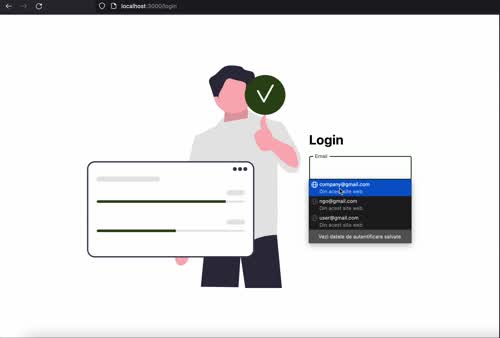 localhost:3000/login
Login
Email
company@gmail.com
Din acest site web
ngo@gmail.com
Din acest site web
user@gmail.com
Din acest site web
Vezi datele de autentificare salvate